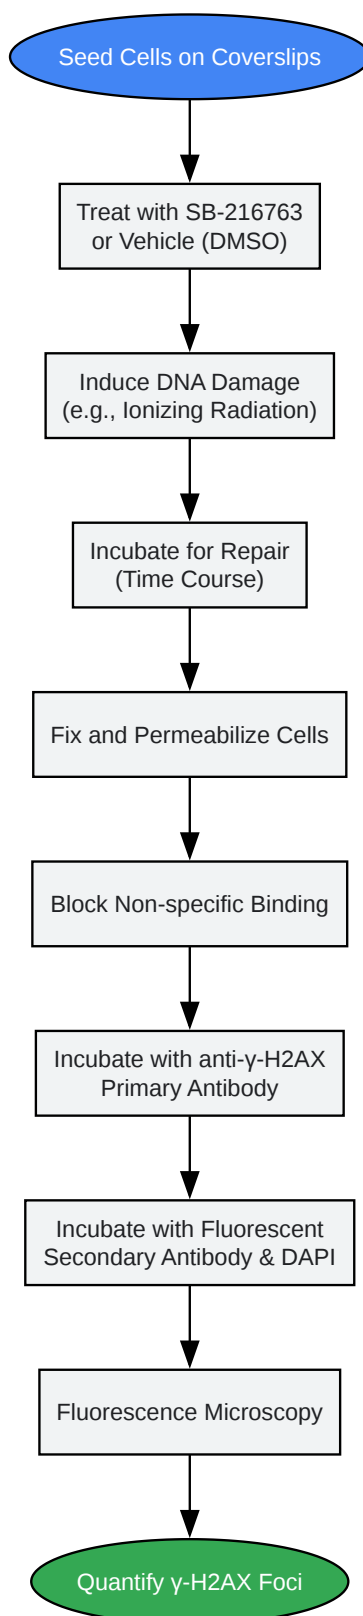 Seed Cells on Coverslips
Treat with SB-216763
or Vehicle (DMSO)
Induce DNA Damage
(e.g., Ionizing Radiation)
Incubate for Repair
(Time Course)
Fix and Permeabilize Cells
Block Non-specific Binding
Incubate with anti-γ-H2AX
Primary Antibody
Incubate with Fluorescent
Secondary Antibody & DAPI
Fluorescence Microscopy
Quantify γ-H2AX Foci